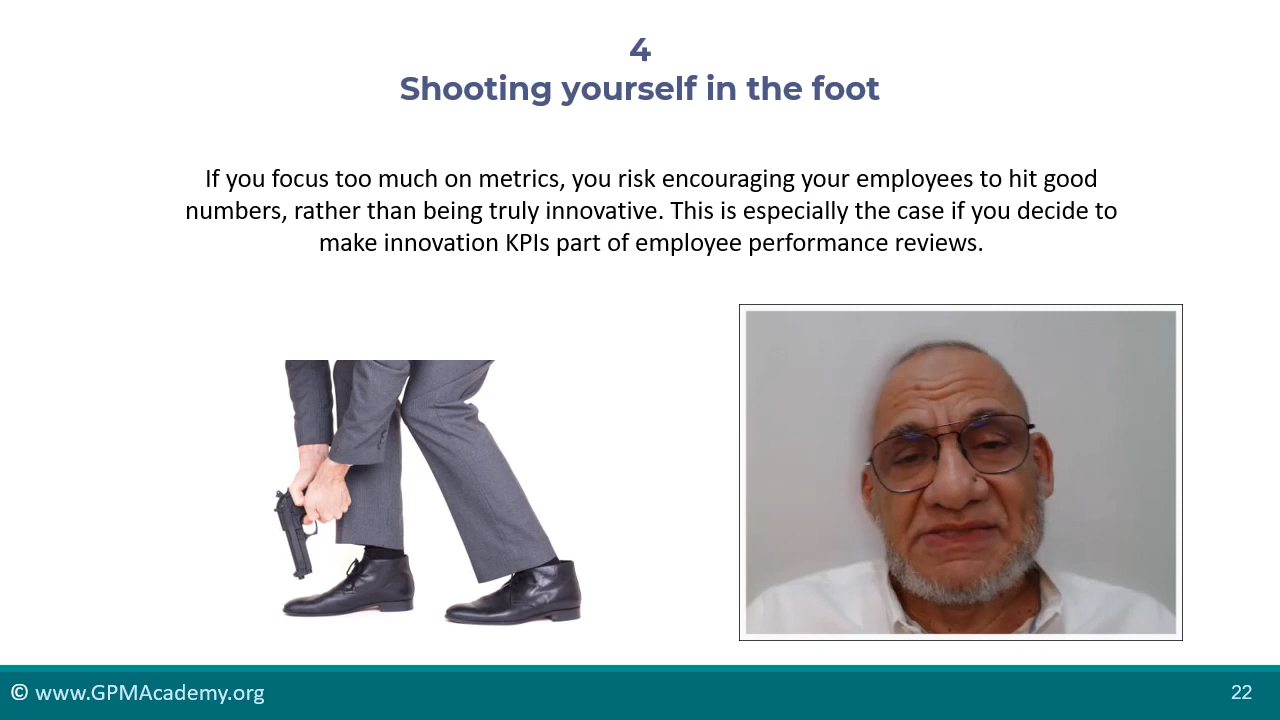 4
Shooting yourself in the foot
If you focus too much on metrics, you risk encouraging your employees to hit good
numbers, rather than being truly innovative. This is especially the case if you decide to
make innovation KPIs part of employee performance reviews.
© www.GPMAcademy.org
22